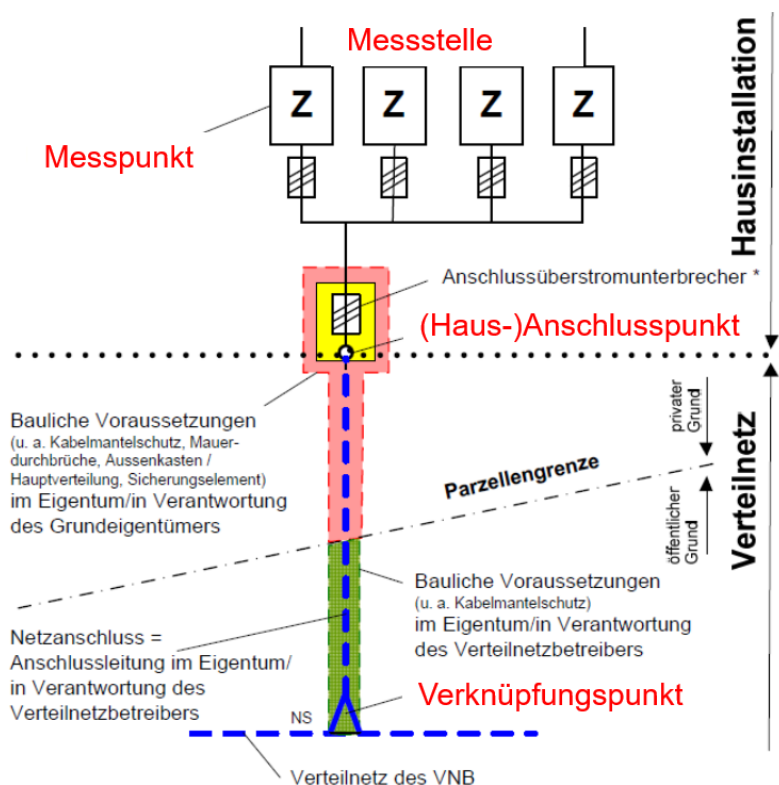 Messstelle
Z Z Z Z
Messpunkt
Hausinstallation
Anschlussüberstromunterbrecher *
(Haus-)Anschlusspunkt
Bauliche Voraussetzungen
(u. a. Kabelmantelschutz, Mauer-
durchbrüche, Aussenkasten /
Hauptverteilung, Sicherungselement)
im Eigentum/in Verantwortung
des Grundeigentümers
privater
Grund
Parzellengrenze
Verteilnetz
öffentlicher
Grund
Bauliche Voraussetzungen
(u. a. Kabelmantelschutz)
im Eigentum/in Verantwortung
des Verteilnetzbetreibers
Netzanschluss =
Anschlussleitung im Eigentum/
in Verantwortung des
Verteilnetzbetreibers
Verknüpfungspunkt
NS
Verteilnetz des VNB